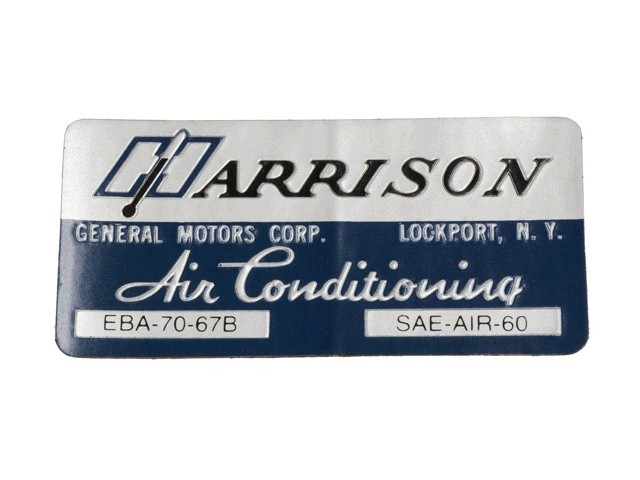 HARRISON
GENERAL MOTORS CORP. LOCKPORT, N. Y.
Air Conditioning
EBA-70-67B SAE-AIR-60